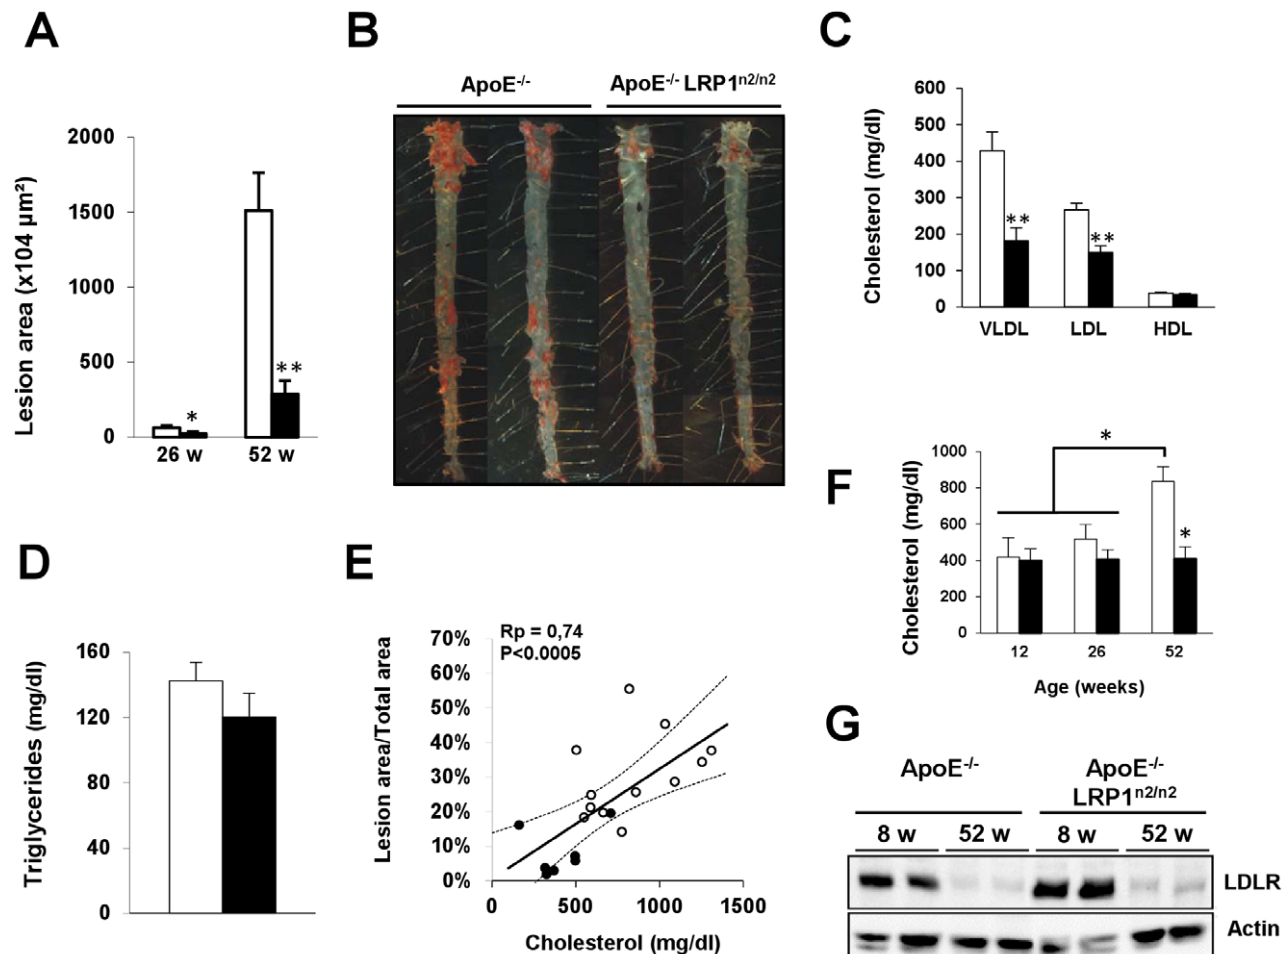 A
Lesion area (x104 µm²)
2000
1500
1000
500
0
*
**
26 w
52 w
B
ApoE-/-
ApoE-/- LRP1n2/n2
C
Cholesterol (mg/dl)
600
500
400
300
200
100
0
**
**
VLDL
LDL
HDL
D
Triglycerides (mg/dl)
160
120
80
40
0
E
Rp = 0,74
P<0.0005
Lesion area/Total area
70%
60%
50%
40%
30%
20%
10%
0%
0
500
1000
1500
Cholesterol (mg/dl)
F
Cholesterol (mg/dl)
1000
800
600
400
200
0
*
*
12
26
52
Age (weeks)
G
ApoE-/-
ApoE-/-
LRP1n2/n2
8 w
52 w
8 w
52 w
LDLR
Actin